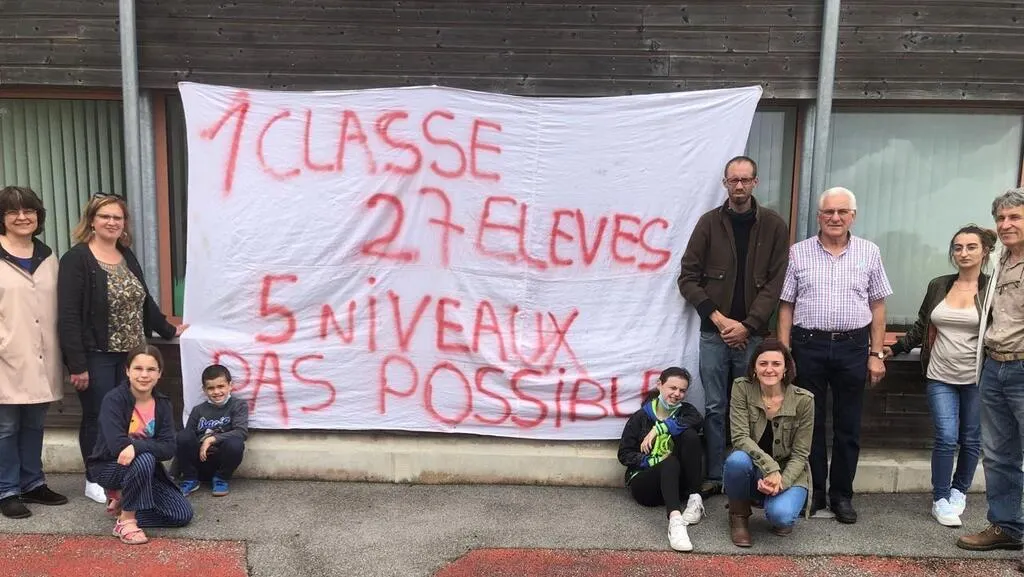 1 CLASSE
27 ELEVES
5 NiVEAUX
PAS POSSIBLE